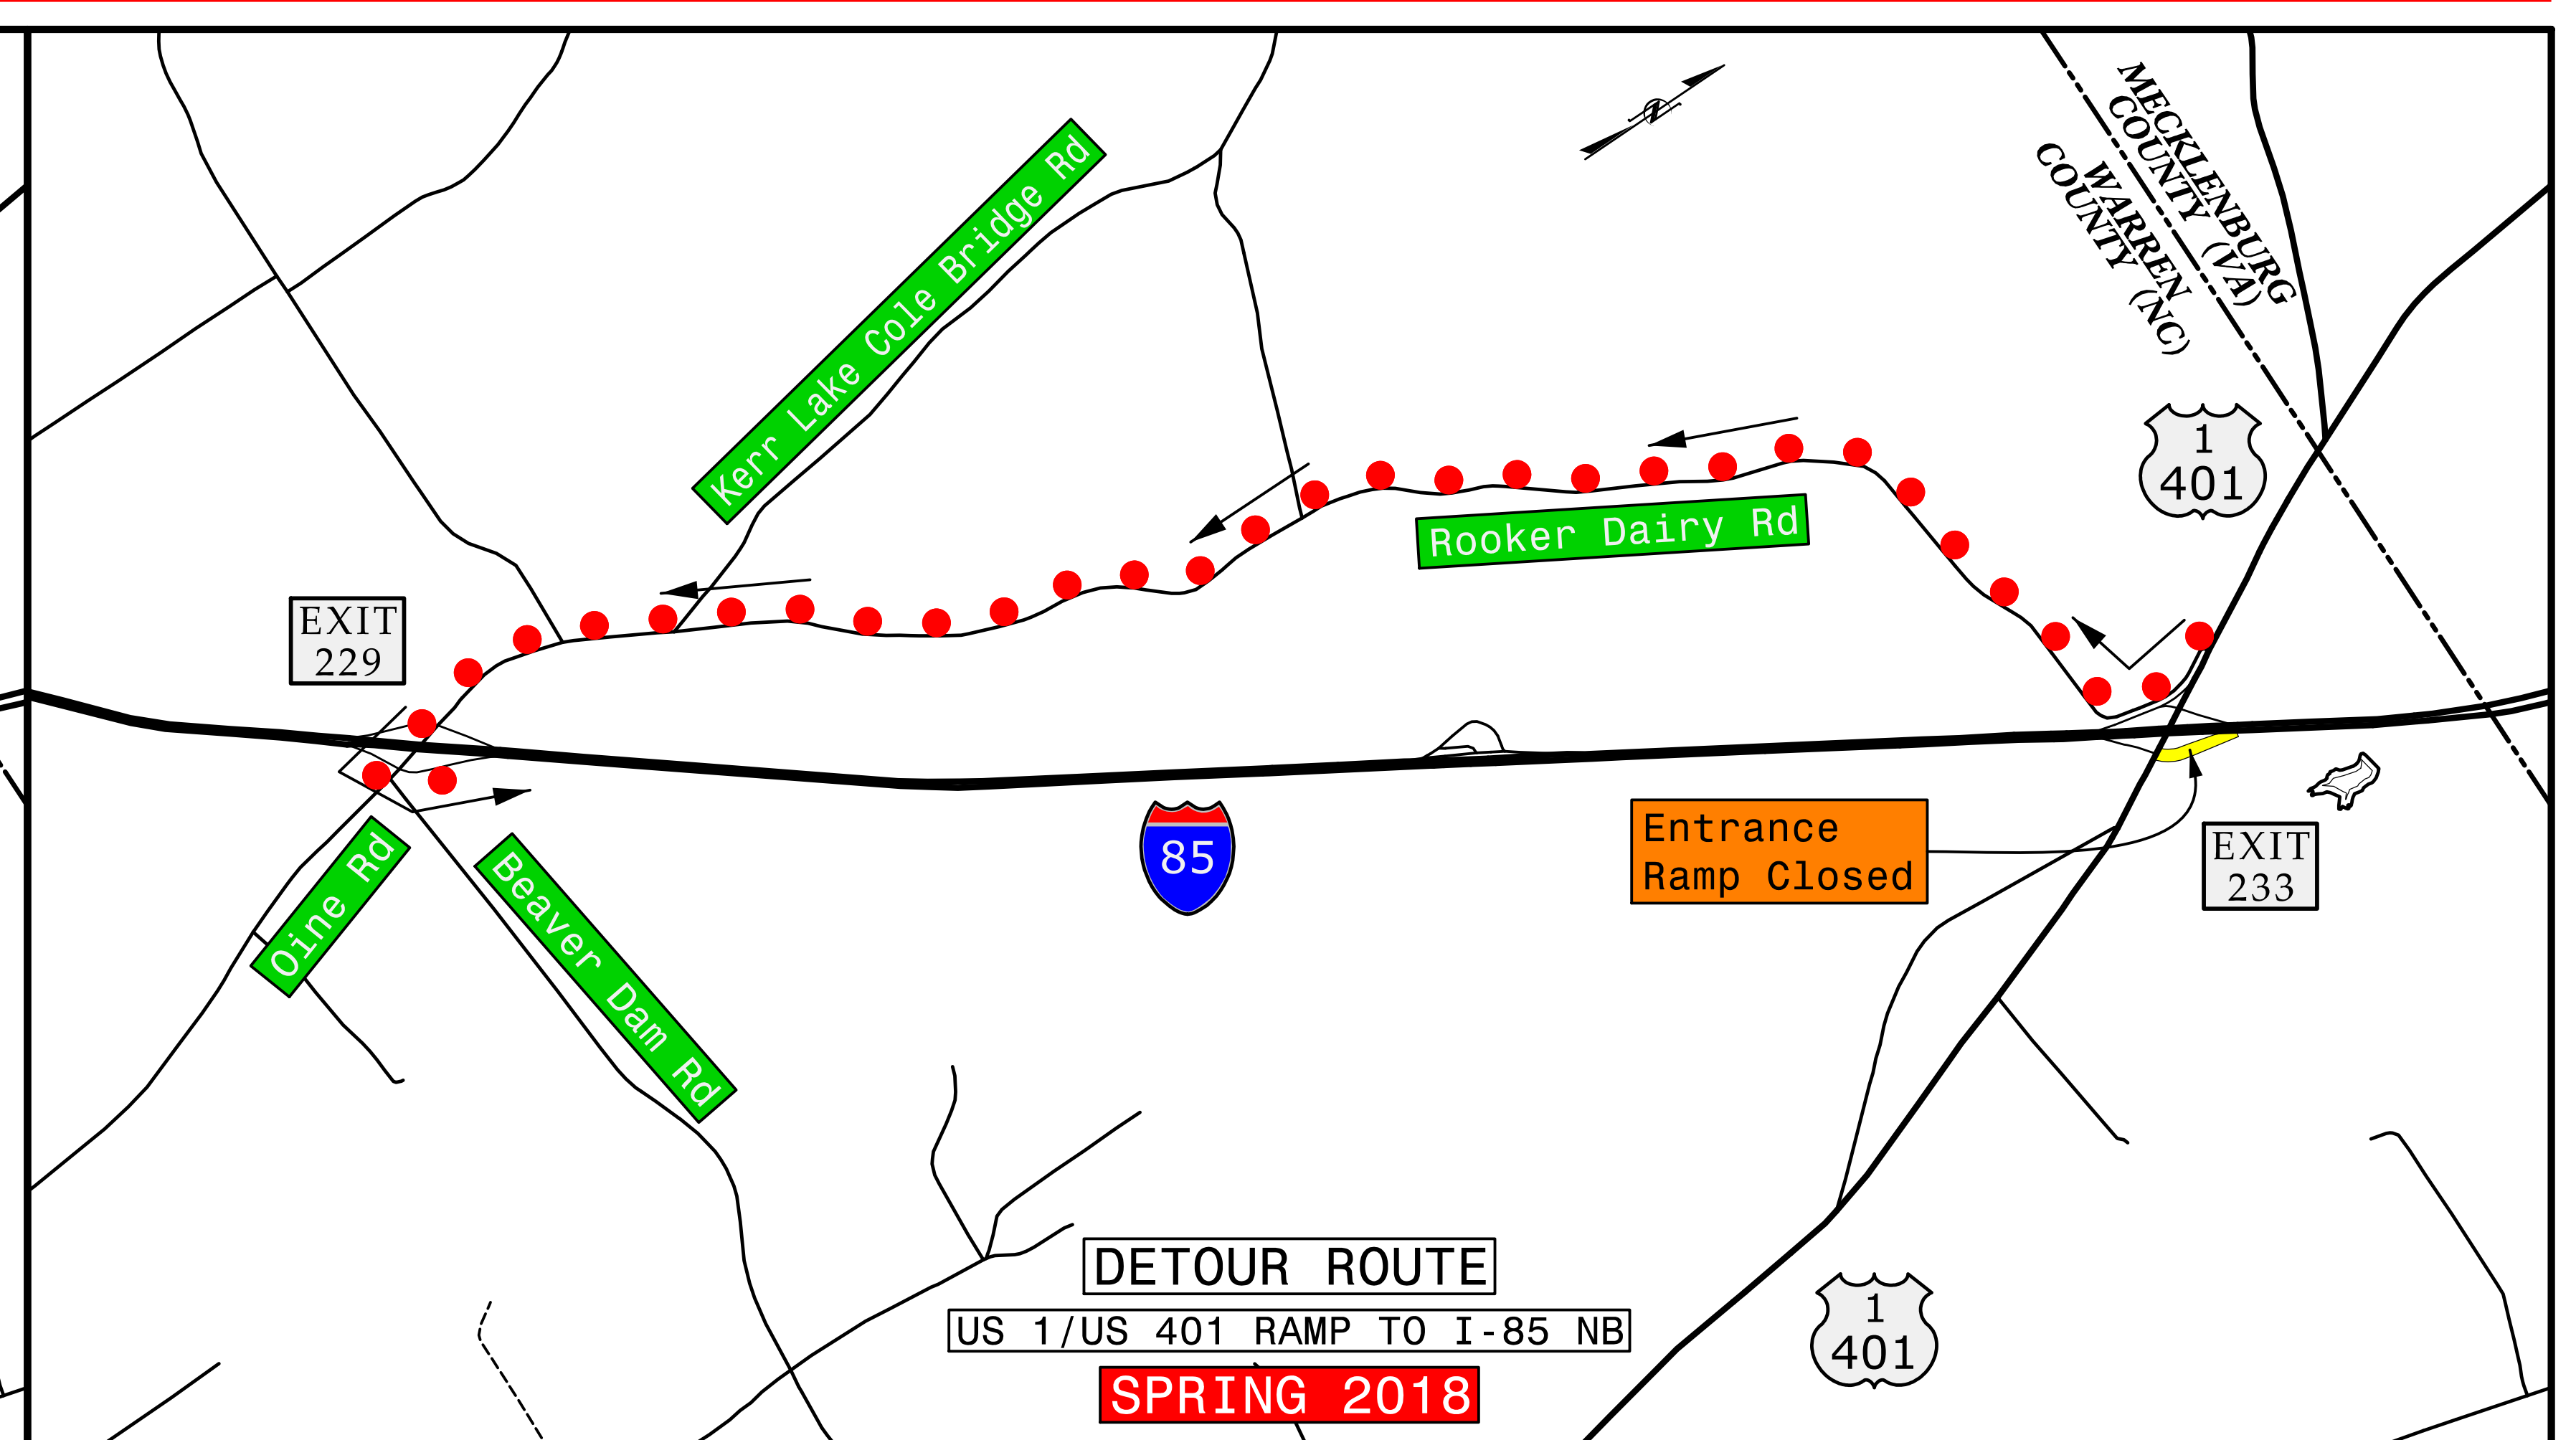 MECKLENBURG
COUNTY (VA)
WARREN
COUNTY (NC)
N
Kerr Lake Cole Bridge Rd
1
401
Rooker Dairy Rd
EXIT
229
85
Entrance
Ramp Closed
EXIT
233
Oine Rd
Beaver Dam Rd
DETOUR ROUTE
US 1/US 401 RAMP TO I-85 NB
SPRING 2018
1
401